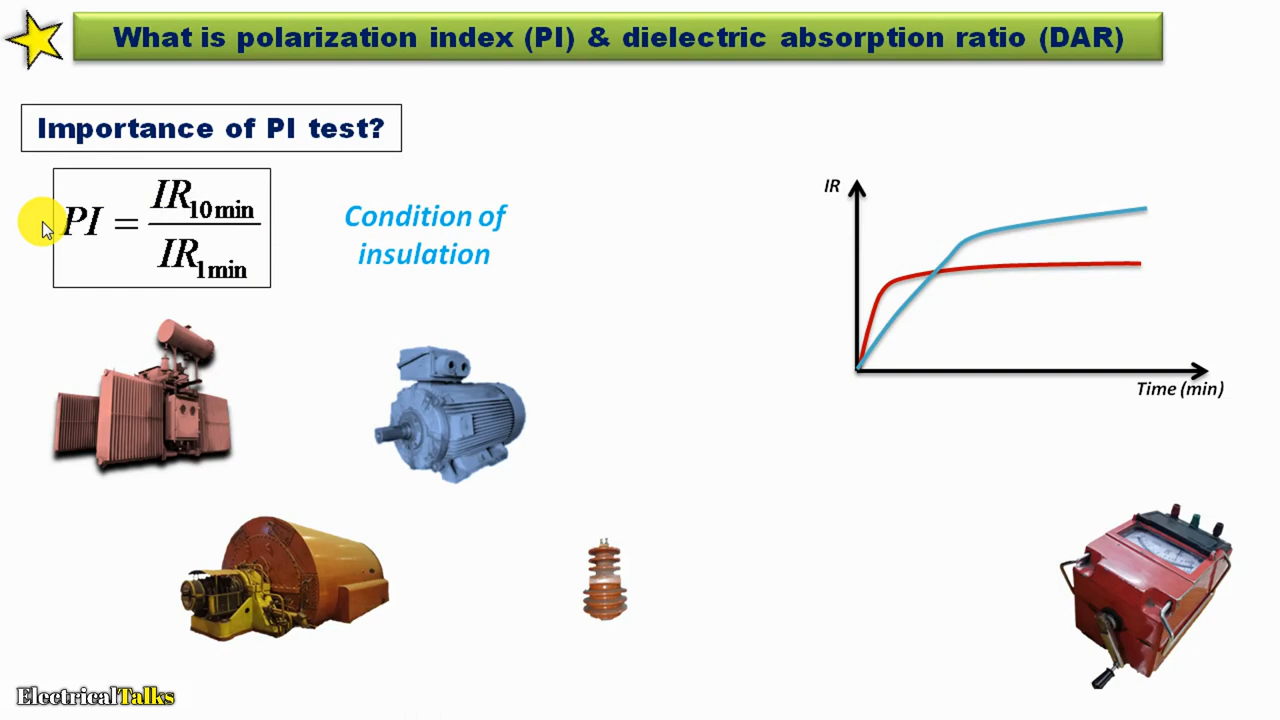 What is polarization index (PI) & dielectric absorption ratio (DAR)
Importance of PI test?
PI = IR10min / IR1min
Condition of
insulation
IR
Time (min)
ElectricalTalks